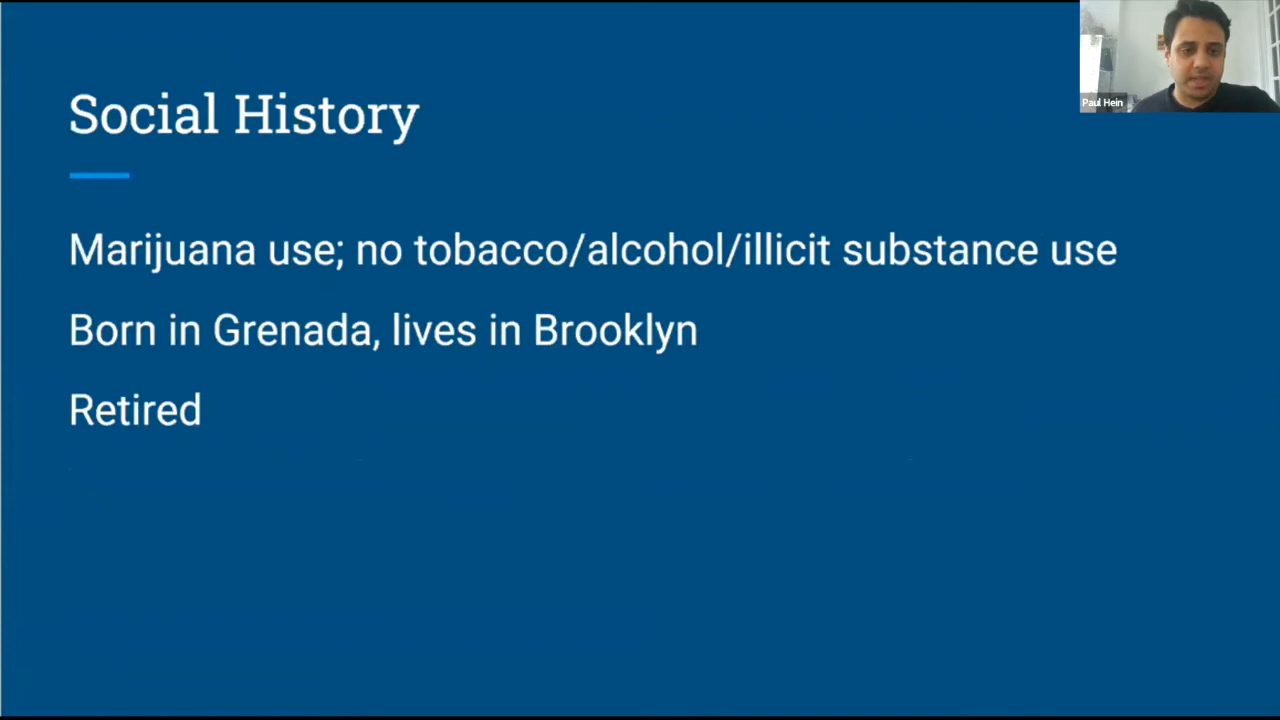 Social History
Paul Hein
Marijuana use; no tobacco/alcohol/illicit substance use
Born in Grenada, lives in Brooklyn
Retired